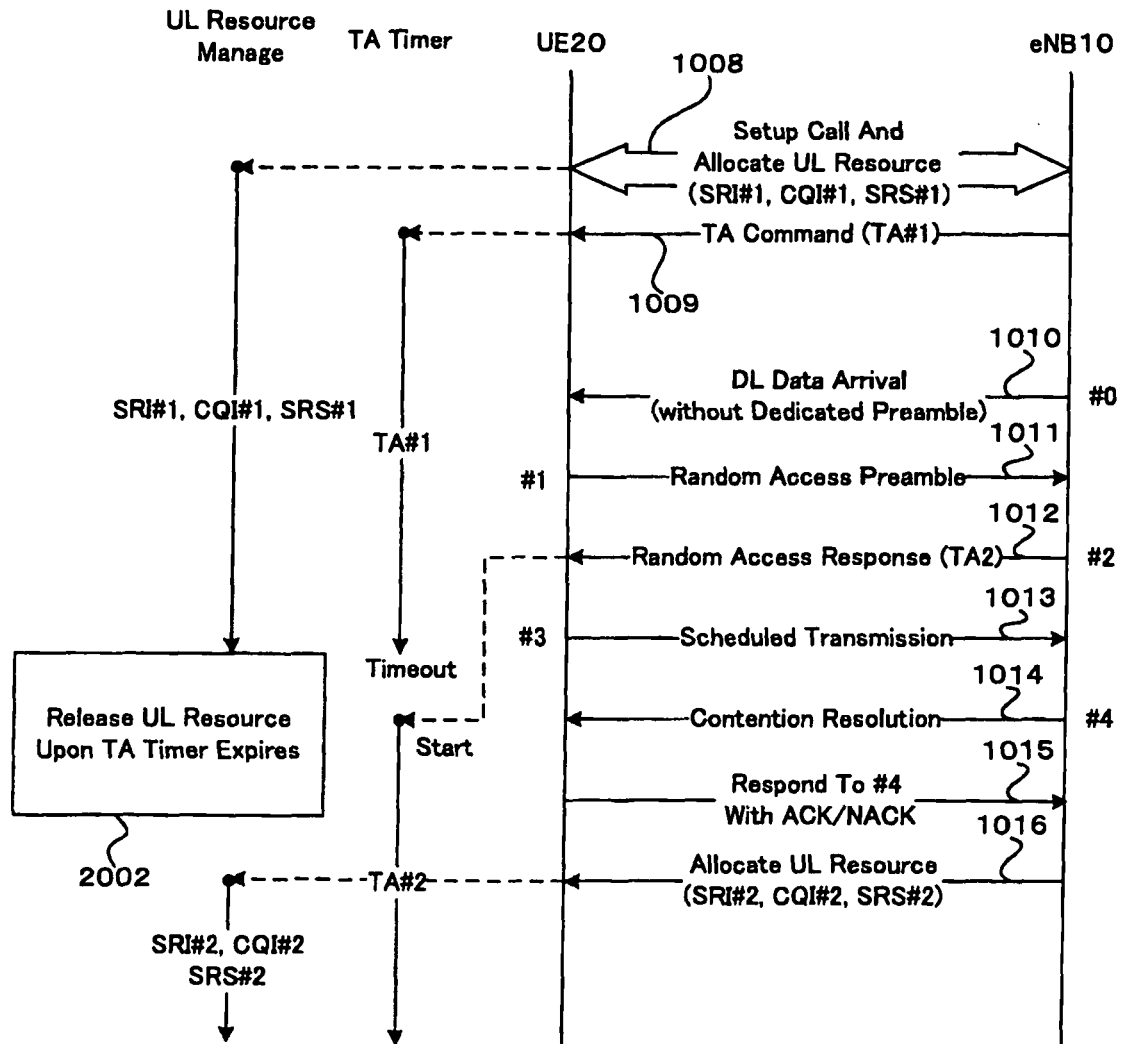 UL Resource
Manage
TA Timer
UE20
eNB10
1008
Setup Call And
Allocate UL Resource
(SRI#1, CQI#1, SRS#1)
TA Command (TA#1)
1009
1010
DL Data Arrival
(without Dedicated Preamble)
#0
SRI#1, CQI#1, SRS#1
TA#1
1011
#1
Random Access Preamble
1012
Random Access Response (TA2)
#2
1013
#3
Scheduled Transmission
Timeout
1014
Release UL Resource
Upon TA Timer Expires
Start
Contention Resolution
#4
1015
Respond To #4
With ACK/NACK
2002
1016
TA#2
Allocate UL Resource
(SRI#2, CQI#2, SRS#2)
SRI#2, CQI#2
SRS#2